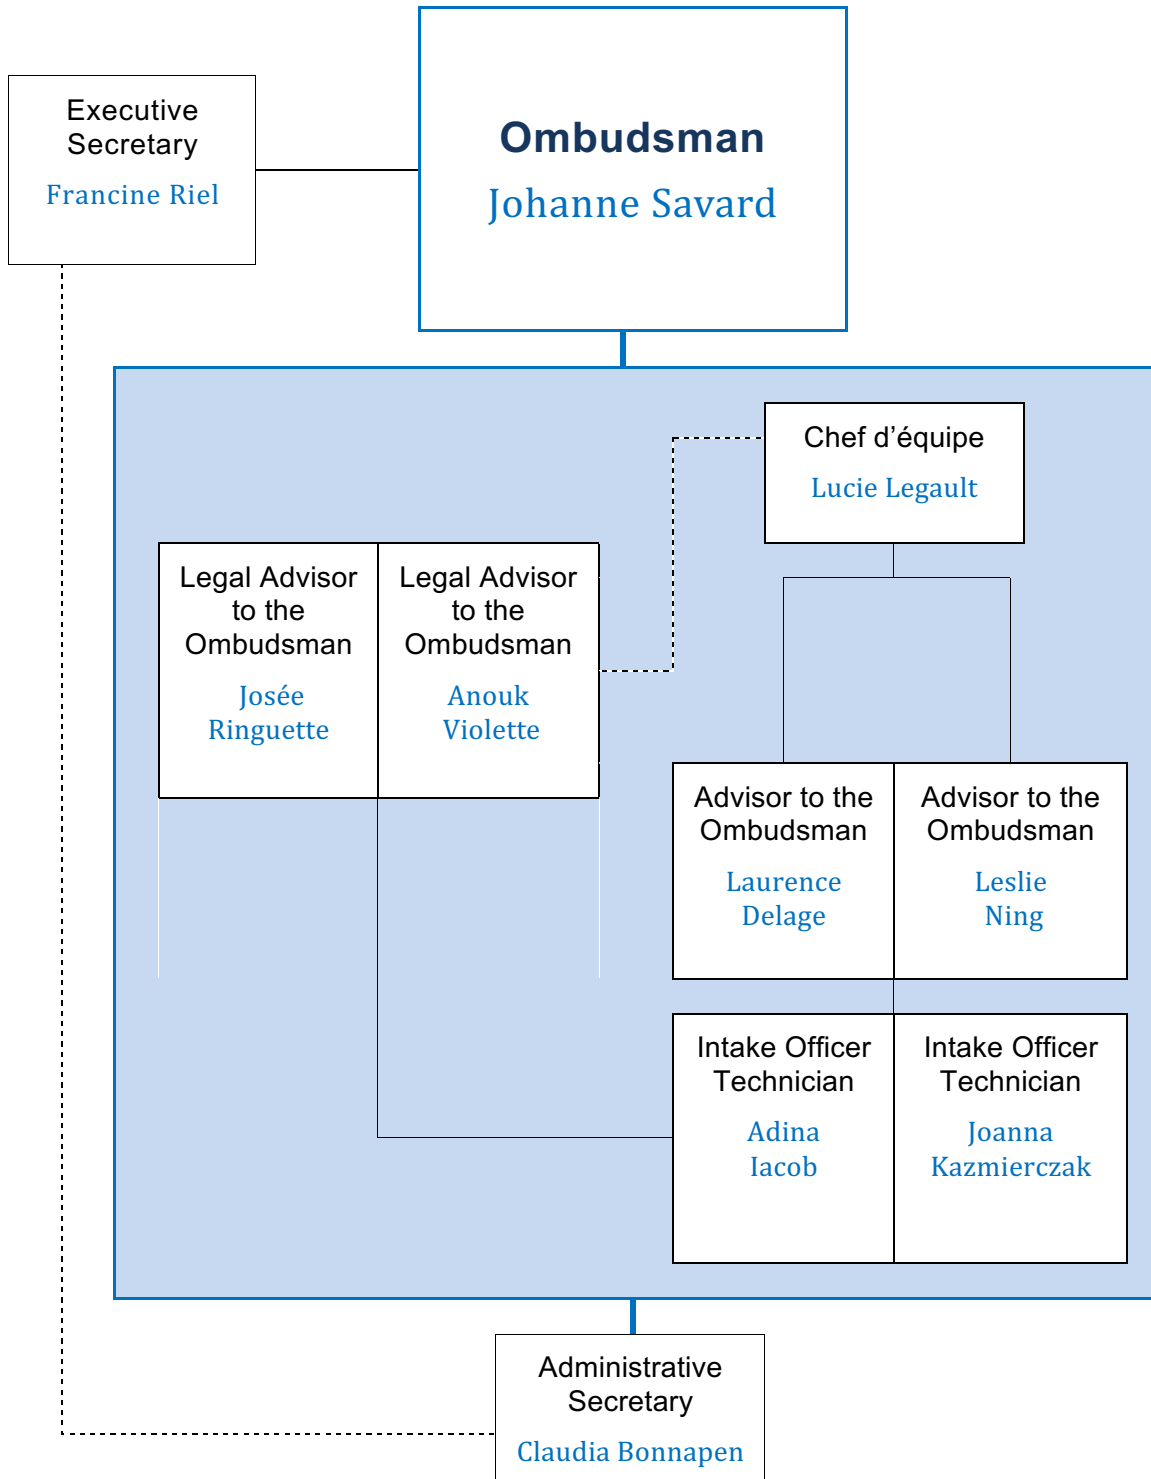 Executive
Secretary
Francine Riel
Ombudsman
Johanne Savard
Chef d’équipe
Lucie Legault
Legal Advisor
to the
Ombudsman
Josée
Ringuette
Legal Advisor
to the
Ombudsman
Anouk
Violette
Advisor to the
Ombudsman
Laurence
Delage
Advisor to the
Ombudsman
Leslie
Ning
Intake Officer
Technician
Adina
Iacob
Intake Officer
Technician
Joanna
Kazmierczak
Administrative
Secretary
Claudia Bonnapen